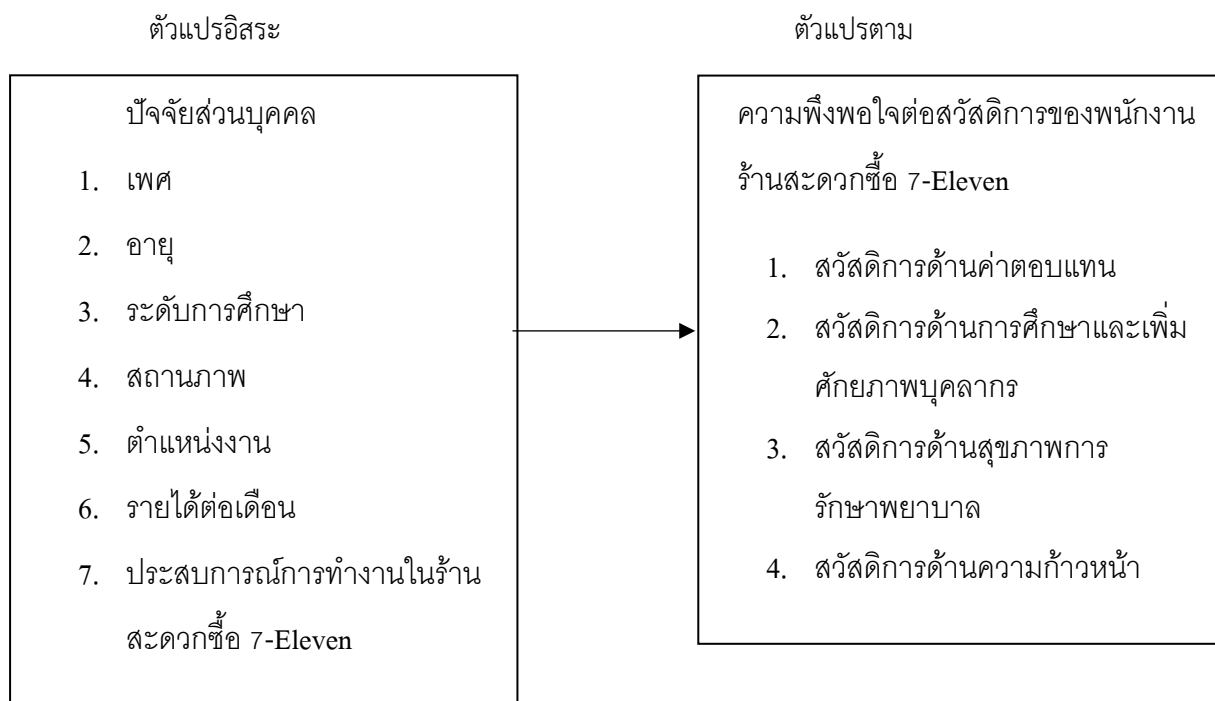 ตัวแปรอิสระ
ตัวแปรตาม
ปัจจัยส่วนบุคคล
1. เพศ
2. อายุ
3. ระดับการศึกษา
4. สถานภาพ
5. ตำแหน่งงาน
6. รายได้ต่อเดือน
7. ประสบการณ์การทำงานในร้าน
สะดวกซื้อ 7-Eleven
ความพึงพอใจต่อสวัสดิการของพนักงาน
ร้านสะดวกซื้อ 7-Eleven
1. สวัสดิการด้านค่าตอบแทน
2. สวัสดิการด้านการศึกษาและเพิ่ม
ศักยภาพบุคลากร
3. สวัสดิการด้านสุขภาพการ
รักษาพยาบาล
4. สวัสดิการด้านความก้าวหน้า